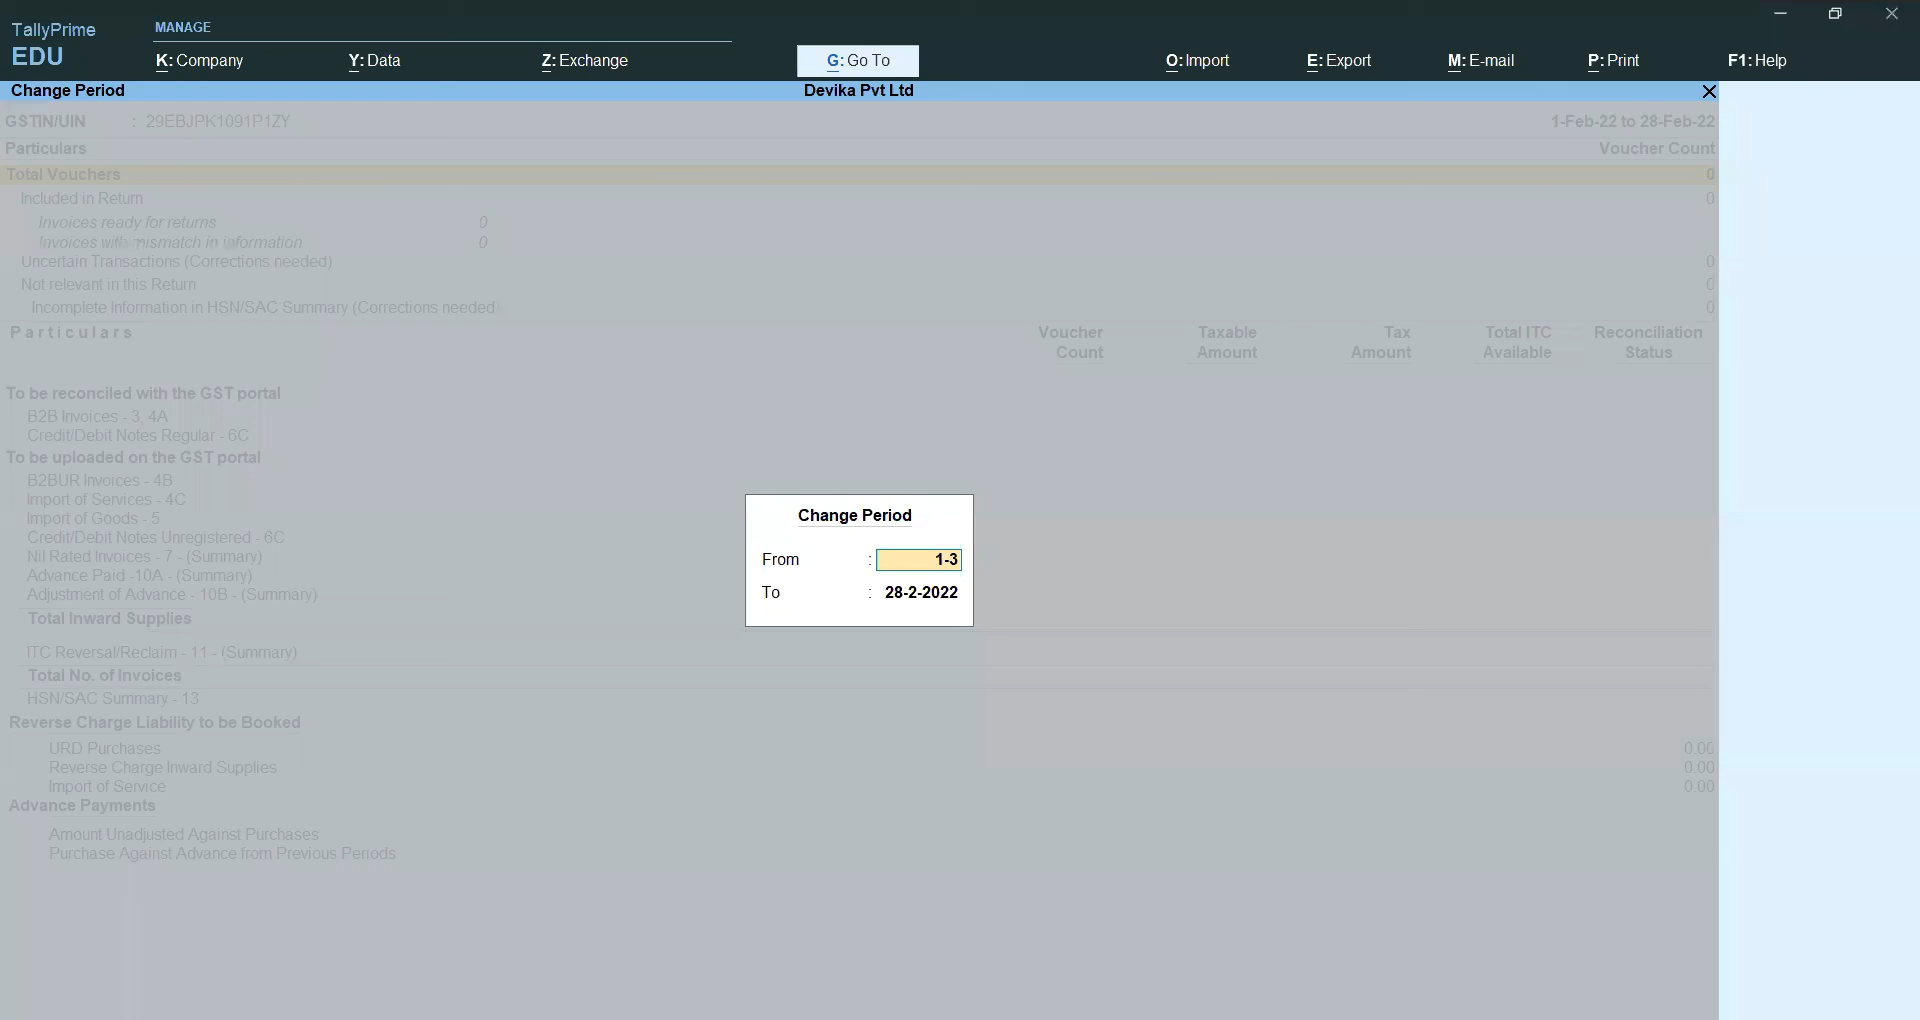 TallyPrime
EDU
MANAGE
K: Company
Y: Data
Z: Exchange
G: Go To
O: Import
E: Export
M: E-mail
P: Print
F1: Help
Change Period
Devika Pvt Ltd
GSTIN/UIN : 29EBJPK1091P1ZY 1-Feb-22 to 28-Feb-22
Particulars Voucher Count
Total Vouchers 0
Included in Return 0
Invoices ready for returns 0
Invoices with mismatch in information 0
Uncertain Transactions (Corrections needed) 0
Not relevant in this Return 0
Incomplete Information in HSN/SAC Summary (Corrections needed) 0
Particulars
Voucher Count
Taxable Amount
Tax Amount
Total ITC Available
Reconciliation Status
To be reconciled with the GST portal
B2B Invoices - 3, 4A
Credit/Debit Notes Regular - 6C
To be uploaded on the GST portal
B2BUR Invoices - 4B
Import of Services - 4C
Import of Goods - 5
Credit/Debit Notes Unregistered - 6C
Nil Rated Invoices - 7 - (Summary)
Advance Paid -10A - (Summary)
Adjustment of Advance - 10B - (Summary)
Total Inward Supplies
ITC Reversal/Reclaim - 11 - (Summary)
Total No. of Invoices
HSN/SAC Summary - 13
Reverse Charge Liability to be Booked
URD Purchases 0.00
Reverse Charge Inward Supplies 0.00
Import of Service 0.00
Advance Payments
Amount Unadjusted Against Purchases
Purchase Against Advance from Previous Periods
Change Period
From : 1-3
To : 28-2-2022